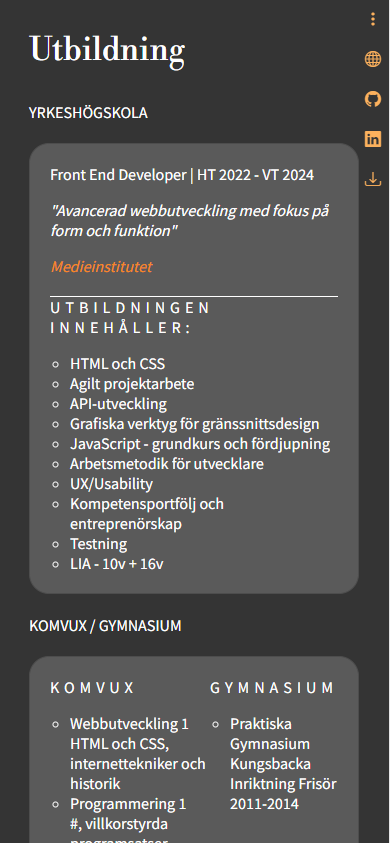 Utbildning
YRKESHÖGSKOLA
Front End Developer | HT 2022 - VT 2024
"Avancerad webbutveckling med fokus på
form och funktion"
Medieinstitutet
UTBILDNINGEN
INNEHÅLLER:
HTML och CSS
Agilt projektarbete
API-utveckling
Grafiska verktyg för gränssnittsdesign
JavaScript - grundkurs och fördjupning
Arbetsmetodik för utvecklare
UX/Usability
Kompetensportfölj och
entreprenörskap
Testning
LIA - 10v + 16v
KOMVUX / GYMNASIUM
KOMVUX
Webbutveckling 1
HTML och CSS,
internettekniker och
historik
Programmering 1
#, villkorstyrda
programsatser
GYMNASIUM
Praktiska
Gymnasium
Kungsbacka
Inriktning Frisör
2011-2014
in